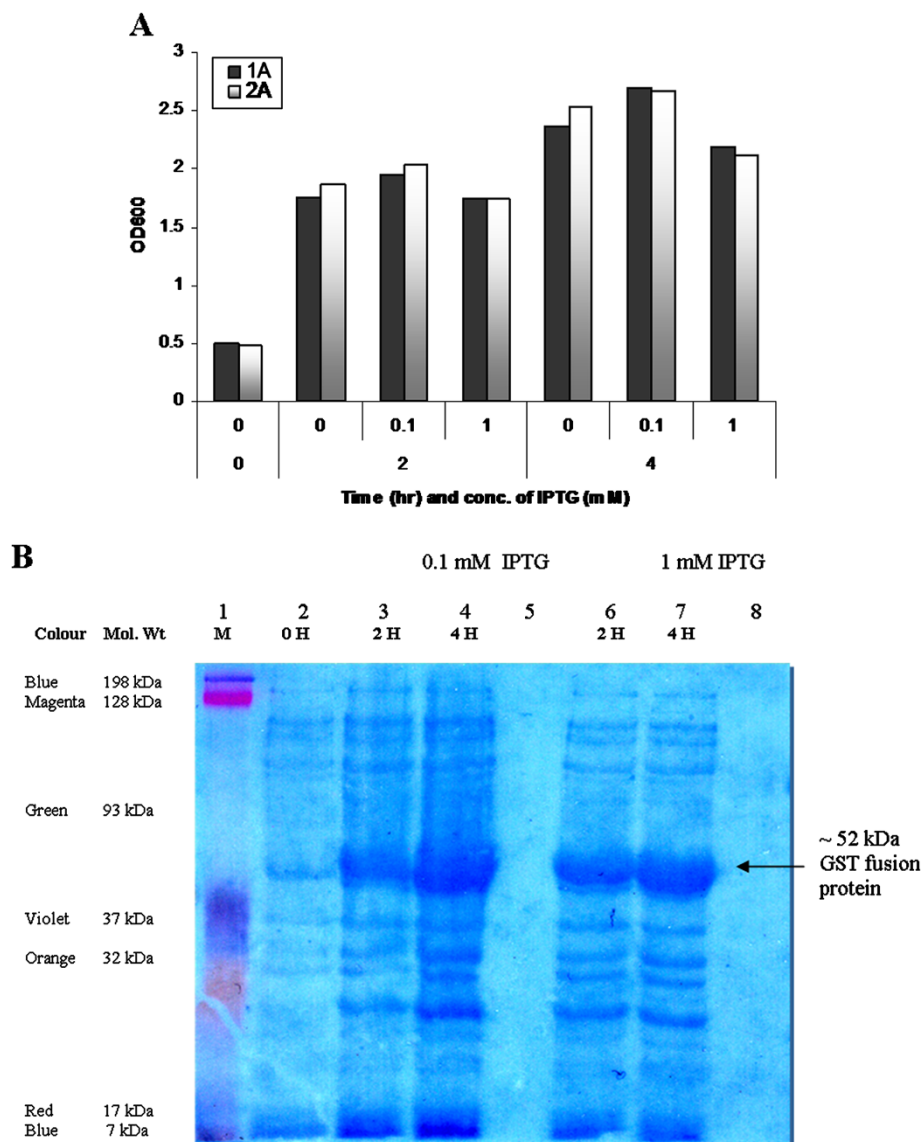 A
3
2.5
2
1.5
1
0.5
0
OD600
1A
2A
0 0 0.1 1 0 0.1 1
0 2 4
Time (hr) and conc. of IPTG (mM)
B
0.1 mM IPTG 1 mM IPTG
1 2 3 4 5 6 7 8
Colour Mol. Wt M 0 H 2 H 4 H 2 H 4 H
Blue 198 kDa
Magenta 128 kDa
Green 93 kDa
~ 52 kDa
GST fusion
protein
Violet 37 kDa
Orange 32 kDa
Red 17 kDa
Blue 7 kDa